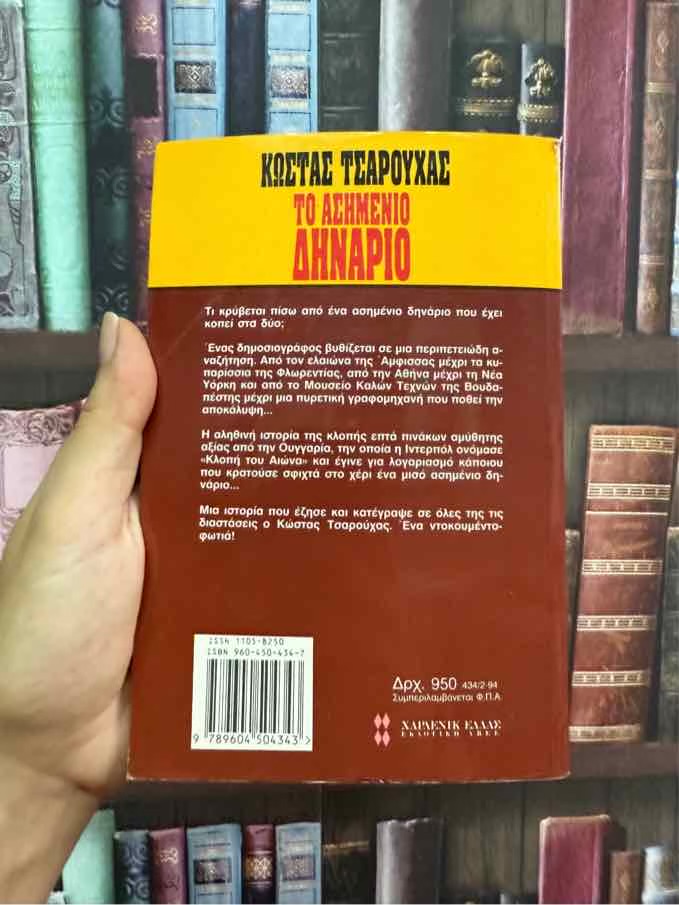 ΚΩΣΤΑΣ ΤΣΑΡΟΥΧΑΣ
ΤΟ ΑΣΗΜΕΝΙΟ
ΔΗΝΑΡΙΟ
Τι κρύβεται πίσω από ένα ασημένιο δηνάριο που έχει
κοπεί στα δύο;
Ένας δημοσιογράφος βυθίζεται σε μια περιπετειώδη α-
ναζήτηση. Από τον ελαιώνα της Άμφισσας μέχρι τα κυ-
παρίσσια της Φλωρεντίας, από την Αθήνα μέχρι τη Νέα
Υόρκη και από το Μουσείο Καλών Τεχνών της Βουδα-
πέστης μέχρι μια πυρετική γραφομηχανή που ποθεί την
αποκάλυψη...
Η αληθινή ιστορία της κλοπής επτά πινάκων αμύθητης
αξίας από την Ουγγαρία, την οποία η Ιντερπόλ ονόμασε
«Κλοπή του Αιώνα» και έγινε για λογαριασμό κάποιου
που κρατούσε σφιχτά στο χέρι ένα μισό ασημένιο δη-
νάριο...
Μια ιστορία που έζησε και κατέγραψε σε όλες της τις
διαστάσεις ο Κώστας Τσαρούχας. Ένα ντοκουμέντο-
φωτιά!
ISSN 1105-8250
ISBN 960-450-434-7
9 789604 504343 >
Δρχ. 950 434/2-94
Συμπεριλαμβάνεται Φ.Π.Α.
ΧΑΡΛΕΝΙΚ ΕΛΛΑΣ
ΕΚΔΟΤΙΚΗ ΑΒΕΕ